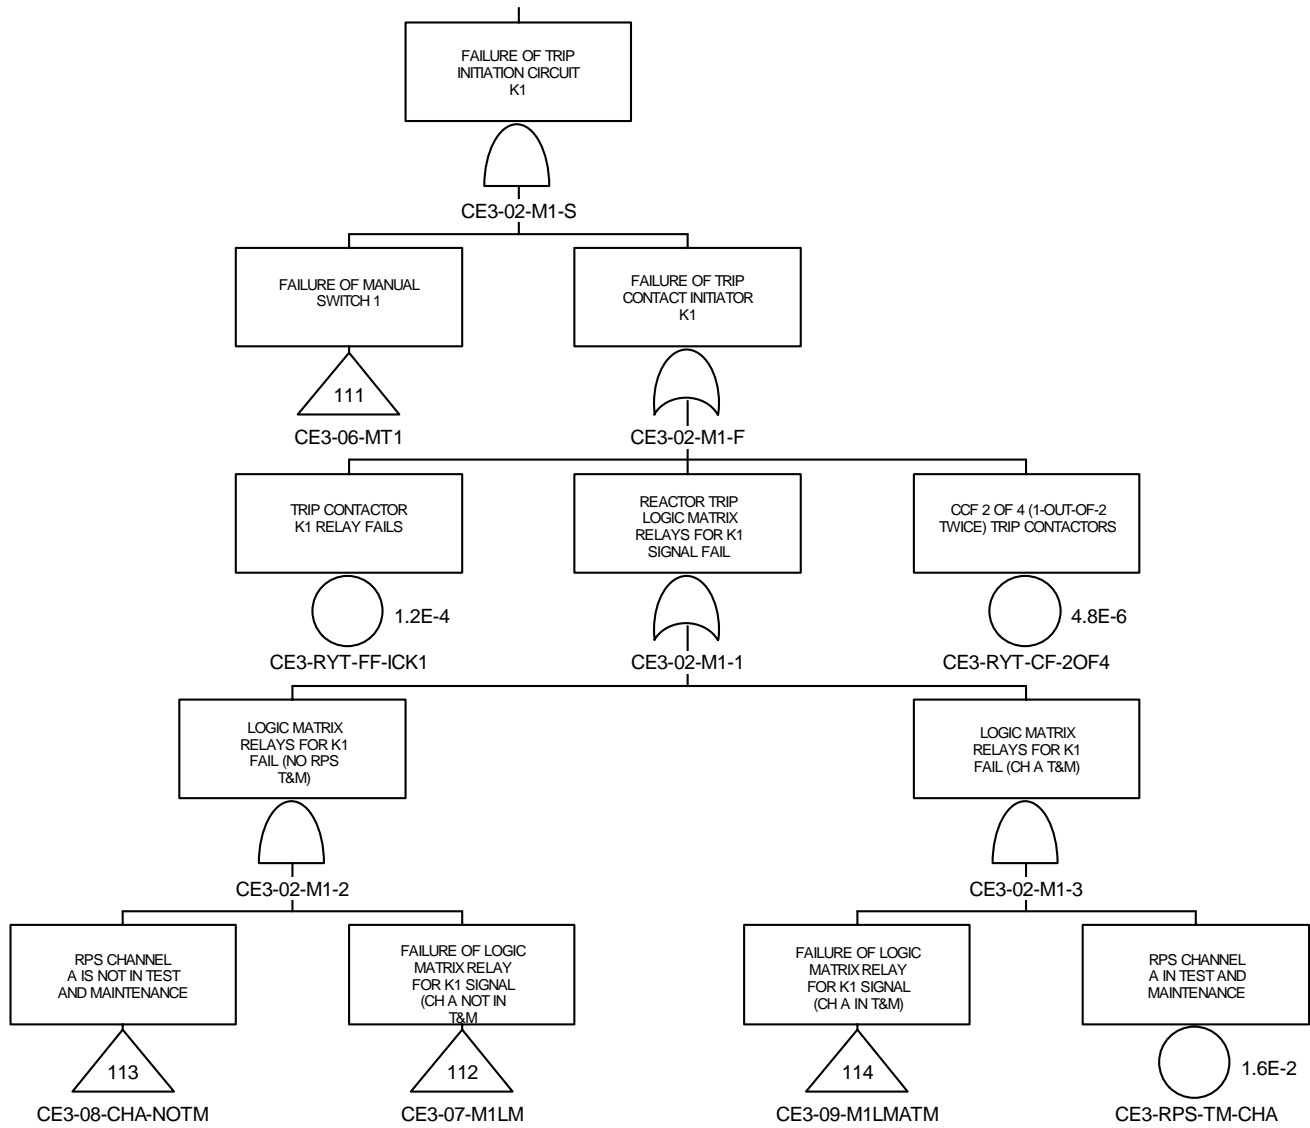 FAILURE OF TRIP
INITIATION CIRCUIT
K1
CE3-02-M1-S
FAILURE OF MANUAL
SWITCH 1
111
CE3-06-MT1
FAILURE OF TRIP
CONTACT INITIATOR
K1
CE3-02-M1-F
TRIP CONTACTOR
K1 RELAY FAILS
1.2E-4
CE3-RYT-FF-ICK1
REACTOR TRIP
LOGIC MATRIX
RELAYS FOR K1
SIGNAL FAIL
CE3-02-M1-1
CCF 2 OF 4 (1-OUT-OF-2
TWICE) TRIP CONTACTORS
4.8E-6
CE3-RYT-CF-2OF4
LOGIC MATRIX
RELAYS FOR K1
FAIL (NO RPS
T&M)
CE3-02-M1-2
LOGIC MATRIX
RELAYS FOR K1
FAIL (CH A T&M)
CE3-02-M1-3
RPS CHANNEL
A IS NOT IN TEST
AND MAINTENANCE
113
CE3-08-CHA-NOTM
FAILURE OF LOGIC
MATRIX RELAY
FOR K1 SIGNAL
(CH A NOT IN
T&M
112
CE3-07-M1LM
FAILURE OF LOGIC
MATRIX RELAY
FOR K1 SIGNAL
(CH A IN T&M)
114
CE3-09-M1LMATM
RPS CHANNEL
A IN TEST AND
MAINTENANCE
1.6E-2
CE3-RPS-TM-CHA